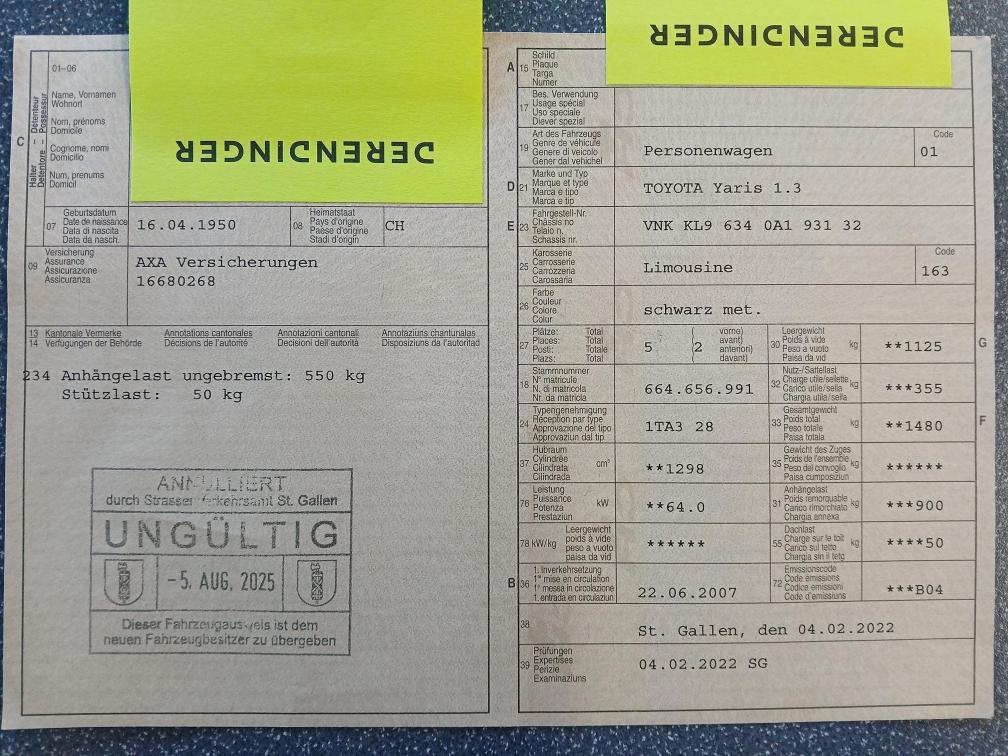 DERENDINGER
DERENDINGER
01–06
C
Halter – Détenteur
Detentore – Possessur
Name, Vornamen
Wohnort
Nom, prénoms
Domicile
Cognome, nomi
Domicilio
Num, prenums
Domicil
07
Geburtsdatum
Date de naissance
Data di nascita
Data da nasch.
16.04.1950
08
Heimatstaat
Pays d'origine
Paese d'origine
Stadi d'origin
CH
09
Versicherung
Assurance
Assicurazione
Assicuranza
AXA Versicherungen
16680268
13 Kantonale Vermerke Annotations cantonales Annotazioni cantonali Annotaziuns chantunalas
14 Verfügungen der Behörde Décisions de l'autorité Decisioni dell'autorità Disposiziuns da l'autoritad
234 Anhängelast ungebremst: 550 kg
Stützlast: 50 kg
ANNULLIERT
durch Strassenverkehrsamt St. Gallen
UNGÜLTIG
–5. AUG. 2025
Dieser Fahrzeugausweis ist dem
neuen Fahrzeugbesitzer zu übergeben
A 15
Schild
Plaque
Targa
Numer
17
Bes. Verwendung
Usage spécial
Uso speciale
Diever spezial
19
Art des Fahrzeugs
Genre de véhicule
Genere di veicolo
Gener dal vehichel
Personenwagen
Code
01
D 21
Marke und Typ
Marque et type
Marca e tipo
Marca e tip
TOYOTA Yaris 1.3
E 23
Fahrgestell-Nr.
Châssis no
Telaio n.
Schassis nr.
VNK KL9 634 0A1 931 32
25
Karosserie
Carrosserie
Carrozzeria
Carossaria
Limousine
Code
163
26
Farbe
Couleur
Colore
Colur
schwarz met.
27
Plätze: Total (vorne)
Places: Total avant)
Posti: Totale anteriori)
Plazs: Total (davant)
5 (2
30
Leergewicht
Poids à vide
Peso a vuoto
Paisa da vid
kg
**1125
G
18
Stammnummer
N° matricule
N. di matricola
Nr. da matricla
664.656.991
32
Nutz-/Sattellast
Charge utile/sellette
Carico utile/sella
Chargia utila/sella
kg
***355
24
Typengenehmigung
Réception par type
Approvazione del tipo
Approvaziun dal tip
1TA3 28
33
Gesamtgewicht
Poids total
Peso totale
Paisa totala
kg
**1480
F
37
Hubraum
Cylindrée
Cilindrata
Cilindrada
cm³
**1298
35
Gewicht des Zuges
Poids de l'ensemble
Peso del convoglio
Paisa cumposiziun
kg
******
76
Leistung
Puissance
Potenza
Prestaziun
kW
**64.0
31
Anhängelast
Poids remorquable
Carico rimorchiato
Chargia annexa
kg
***900
78 kW/kg
Leergewicht
poids à vide
peso a vuoto
paisa da vid
******
55
Dachlast
Charge sur le toit
Carico sul tetto
Chargia sin il tetg
kg
****50
B 36
1. Inverkehrsetzung
1re mise en circulation
1a messa in circolazione
1. entrada en circulaziun
22.06.2007
72
Emissionscode
Code émissions
Codice emissioni
Code d'emissiuns
***B04
38
St. Gallen, den 04.02.2022
39
Prüfungen
Expertises
Perizie
Examinaziuns
04.02.2022 SG